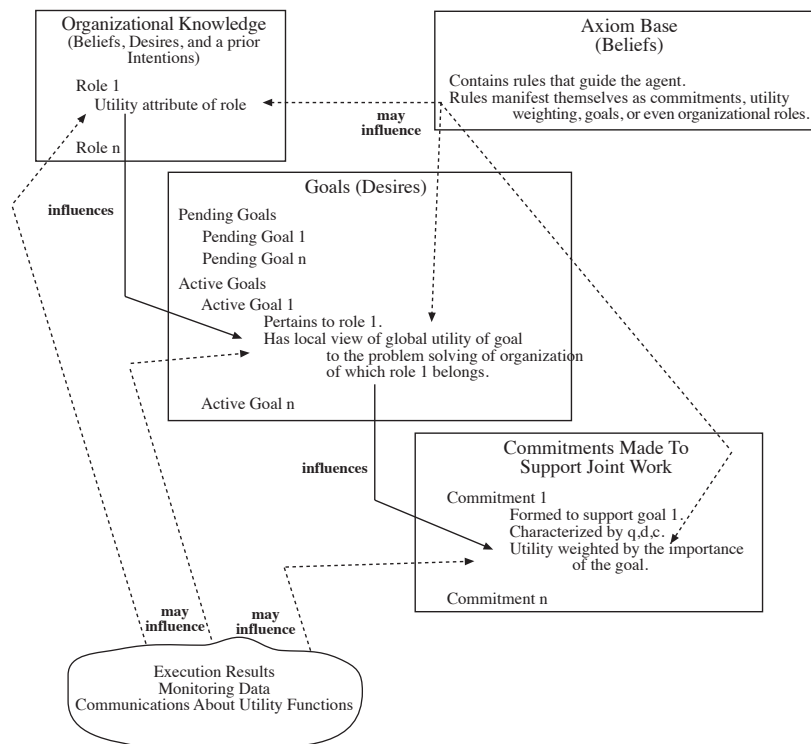 Organizational Knowledge
(Beliefs, Desires, and a prior
Intentions)
Role 1
Utility attribute of role
Role n
Axiom Base
(Beliefs)
Contains rules that guide the agent.
Rules manifest themselves as commitments, utility
weighting, goals, or even organizational roles.
may
influence
influences
Goals (Desires)
Pending Goals
Pending Goal 1
Pending Goal n
Active Goals
Active Goal 1
Pertains to role 1.
Has local view of global utility of goal
to the problem solving of organization
of which role 1 belongs.
Active Goal n
influences
Commitments Made To
Support Joint Work
Commitment 1
Formed to support goal 1.
Characterized by q,d,c.
Utility weighted by the importance
of the goal.
Commitment n
may
influence
may
influence
Execution Results
Monitoring Data
Communications About Utility Functions